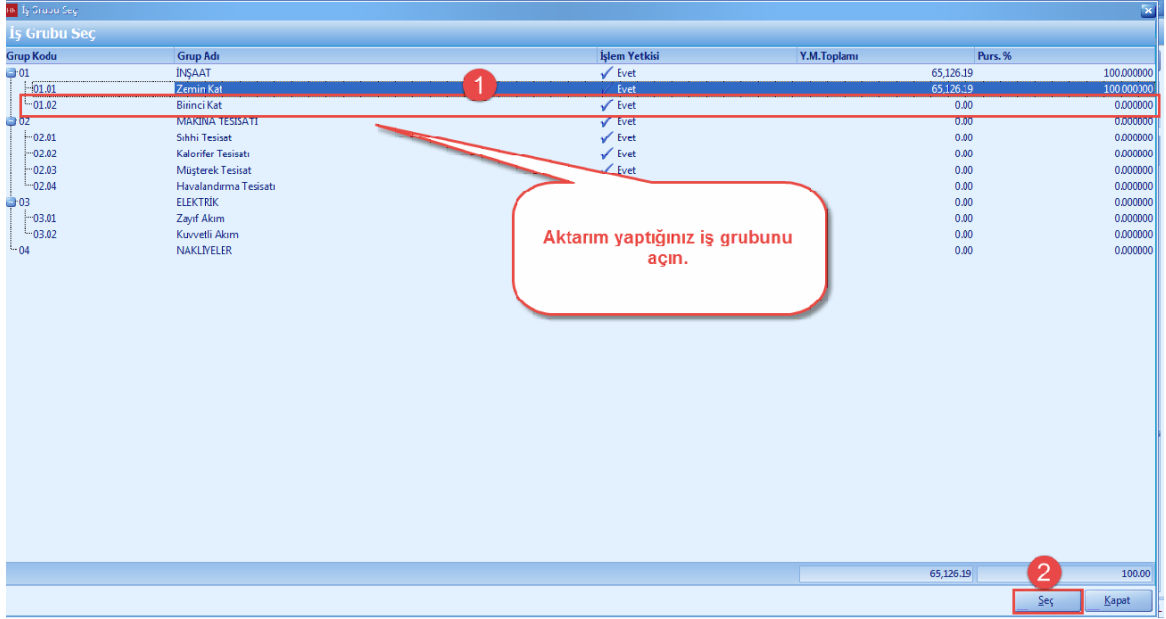 İş Grubu Seç
İş Grubu Seç
Grup Kodu Grup Adı İşlem Yetkisi Y.M.Toplamı Purs. %
01 İNŞAAT Evet 65,126.19 100.000000
01.01 Zemin Kat Evet 65,126.19 100.000000
1
01.02 Birinci Kat Evet 0.00 0.000000
02 MAKİNA TESİSATI Evet 0.00 0.000000
02.01 Sıhhi Tesisat Evet 0.00 0.000000
02.02 Kalorifer Tesisatı Evet 0.00 0.000000
02.03 Müşterek Tesisat Evet 0.00 0.000000
02.04 Havalandırma Tesisatı 0.00 0.000000
03 ELEKTRİK 0.00 0.000000
03.01 Zayıf Akım 0.00 0.000000
03.02 Kuvvetli Akım 0.00 0.000000
04 NAKLİYELER 0.00 0.000000
Aktarım yaptığınız iş grubunu
açın.
65,126.19 100.00
2
Seç Kapat